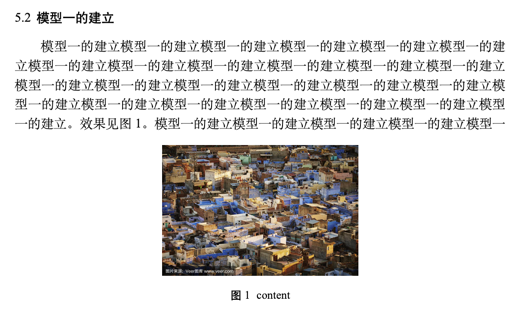 5.2 模型一的建立
模型一的建立模型一的建立模型一的建立模型一的建立模型一的建立模型一的建
立模型一的建立模型一的建立模型一的建立模型一的建立模型一的建立模型一的建立
模型一的建立模型一的建立模型一的建立模型一的建立模型一的建立模型一的建立模
型一的建立模型一的建立模型一的建立模型一的建立模型一的建立模型一的建立模型
一的建立。效果见图 1。模型一的建立模型一的建立模型一的建立模型一的建立模型一
图片来源：Veer图库 www.veer.com
图 1 content